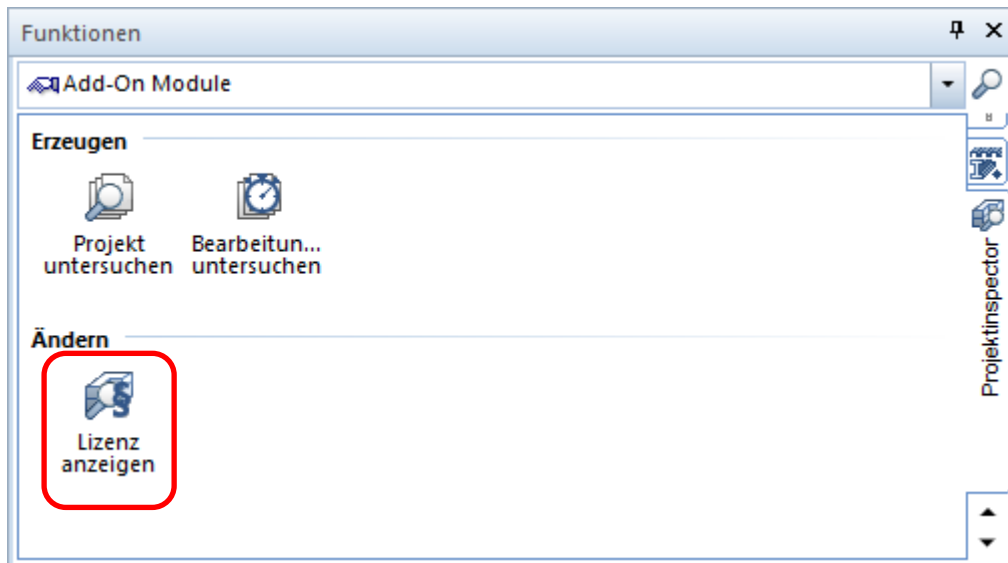 Funktionen
Add-On Module
Erzeugen
Projekt
untersuchen
Bearbeitun...
untersuchen
Ändern
Lizenz
anzeigen
Projektinspector